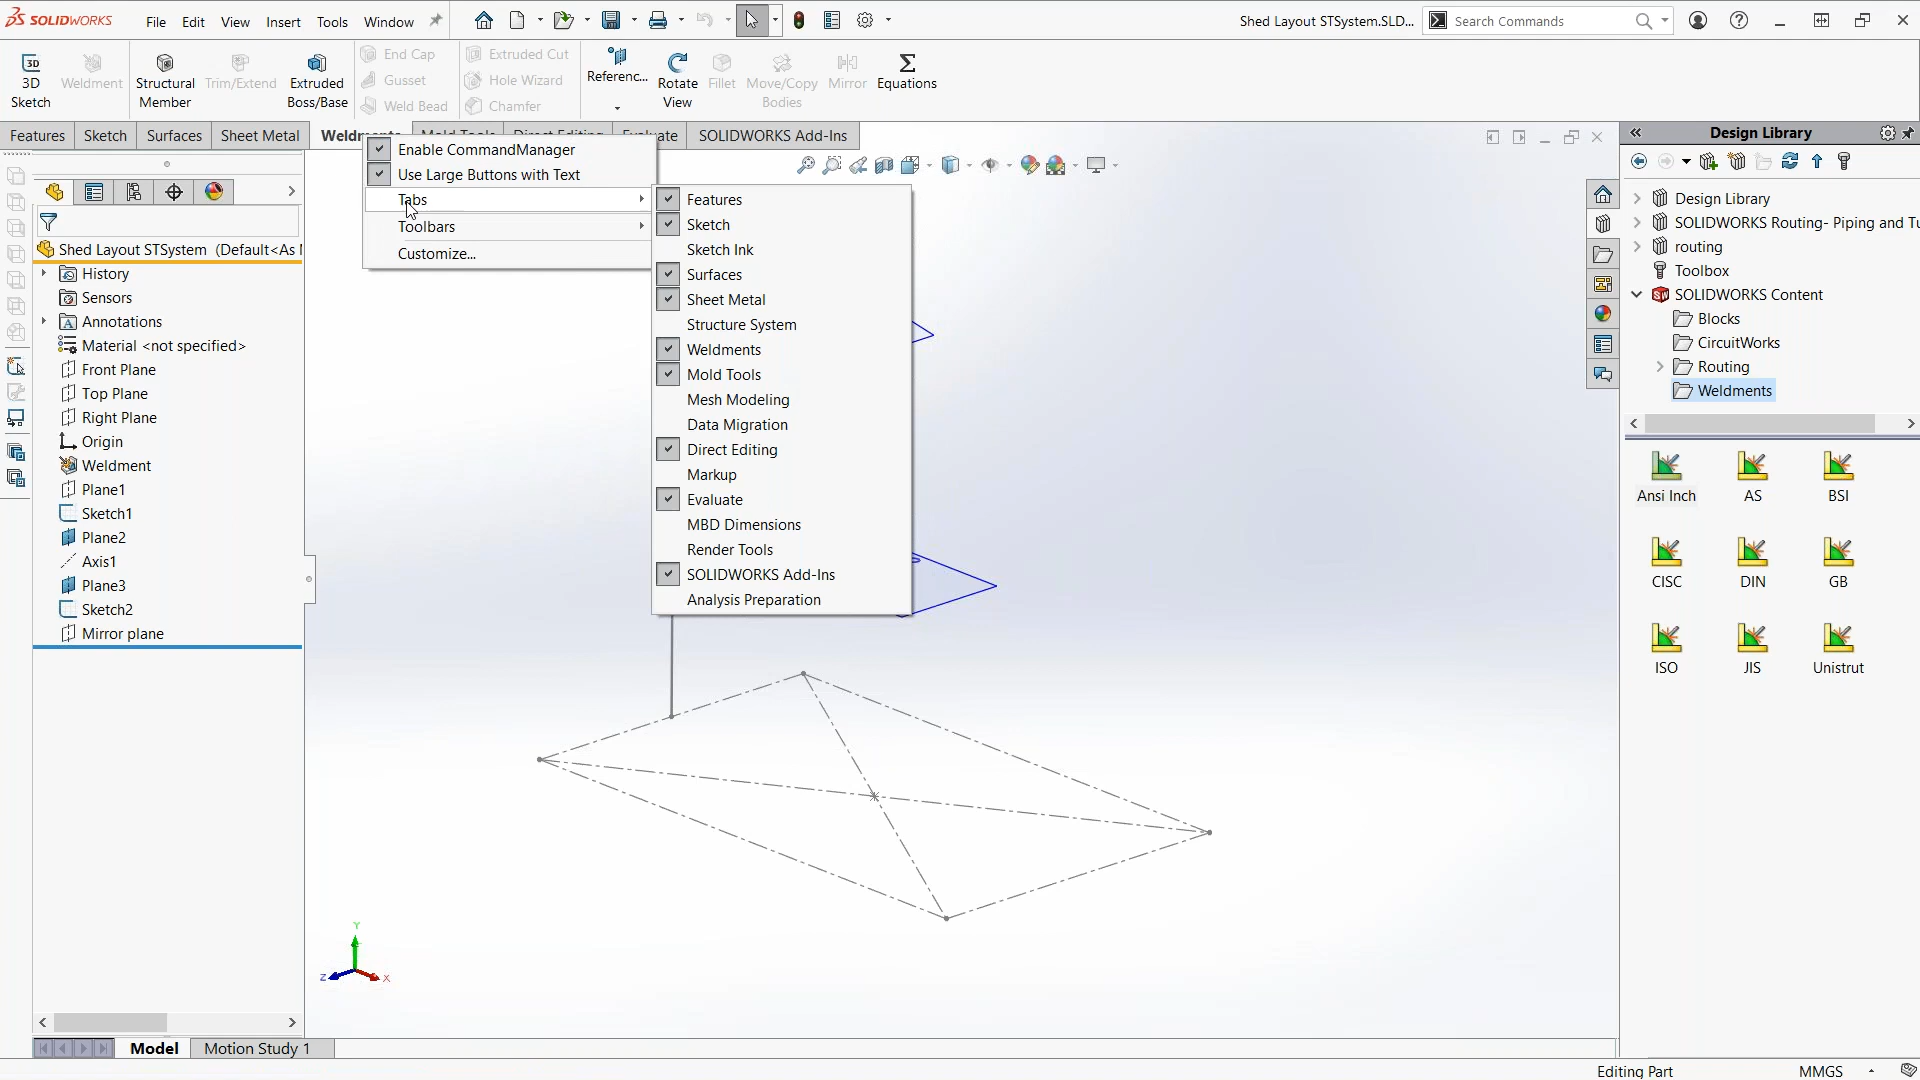 SOLIDWORKS
File Edit View Insert Tools Window
Shed Layout STSystem.SLD...
Search Commands
3D
3D
Sketch
Weldment
Structural
Member
Trim/Extend
Extruded
Boss/Base
End Cap
Gusset
Weld Bead
Extruded Cut
Hole Wizard
Chamfer
Referenc...
Rotate
View
Fillet
Move/Copy
Bodies
Mirror
Equations
Features Sketch Surfaces Sheet Metal Weldments Mold Tools Direct Editing Evaluate SOLIDWORKS Add-Ins
Enable CommandManager
Use Large Buttons with Text
Tabs
Toolbars
Customize...
Features
Sketch
Sketch Ink
Surfaces
Sheet Metal
Structure System
Weldments
Mold Tools
Mesh Modeling
Data Migration
Direct Editing
Markup
Evaluate
MBD Dimensions
Render Tools
SOLIDWORKS Add-Ins
Analysis Preparation
Shed Layout STSystem (Default<As
History
Sensors
Annotations
Material <not specified>
Front Plane
Top Plane
Right Plane
Origin
Weldment
Plane1
Sketch1
Plane2
Axis1
Plane3
Sketch2
Mirror plane
Y
Z
X
Design Library
Design Library
SOLIDWORKS Routing- Piping and Tu
routing
Toolbox
SOLIDWORKS Content
Blocks
CircuitWorks
Routing
Weldments
Ansi Inch AS BSI
CISC DIN GB
ISO JIS Unistrut
Model Motion Study 1
Editing Part MMGS